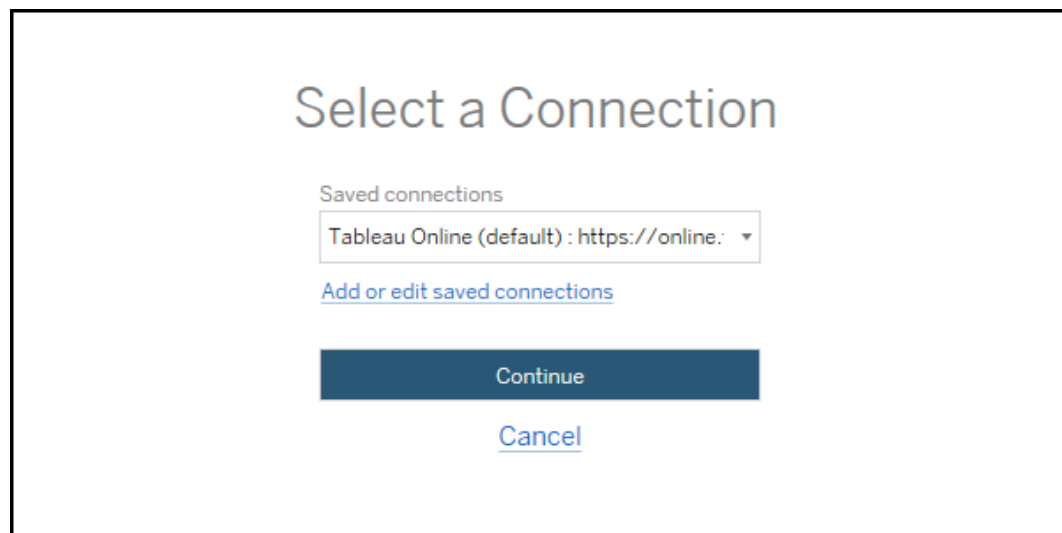 Select a Connection
Saved connections
Tableau Online (default) : https://online.
Add or edit saved connections
Continue
Cancel